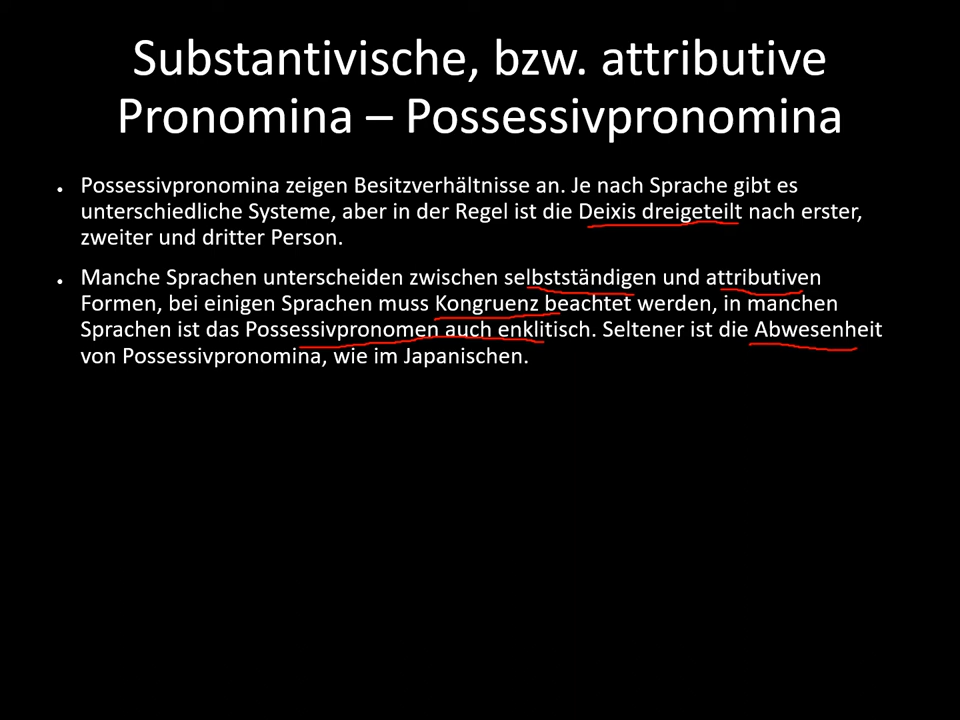 Substantivische, bzw. attributive
Pronomina – Possessivpronomina
• Possessivpronomina zeigen Besitzverhältnisse an. Je nach Sprache gibt es
unterschiedliche Systeme, aber in der Regel ist die Deixis dreigeteilt nach erster,
zweiter und dritter Person.
• Manche Sprachen unterscheiden zwischen selbstständigen und attributiven
Formen, bei einigen Sprachen muss Kongruenz beachtet werden, in manchen
Sprachen ist das Possessivpronomen auch enklitisch. Seltener ist die Abwesenheit
von Possessivpronomina, wie im Japanischen.